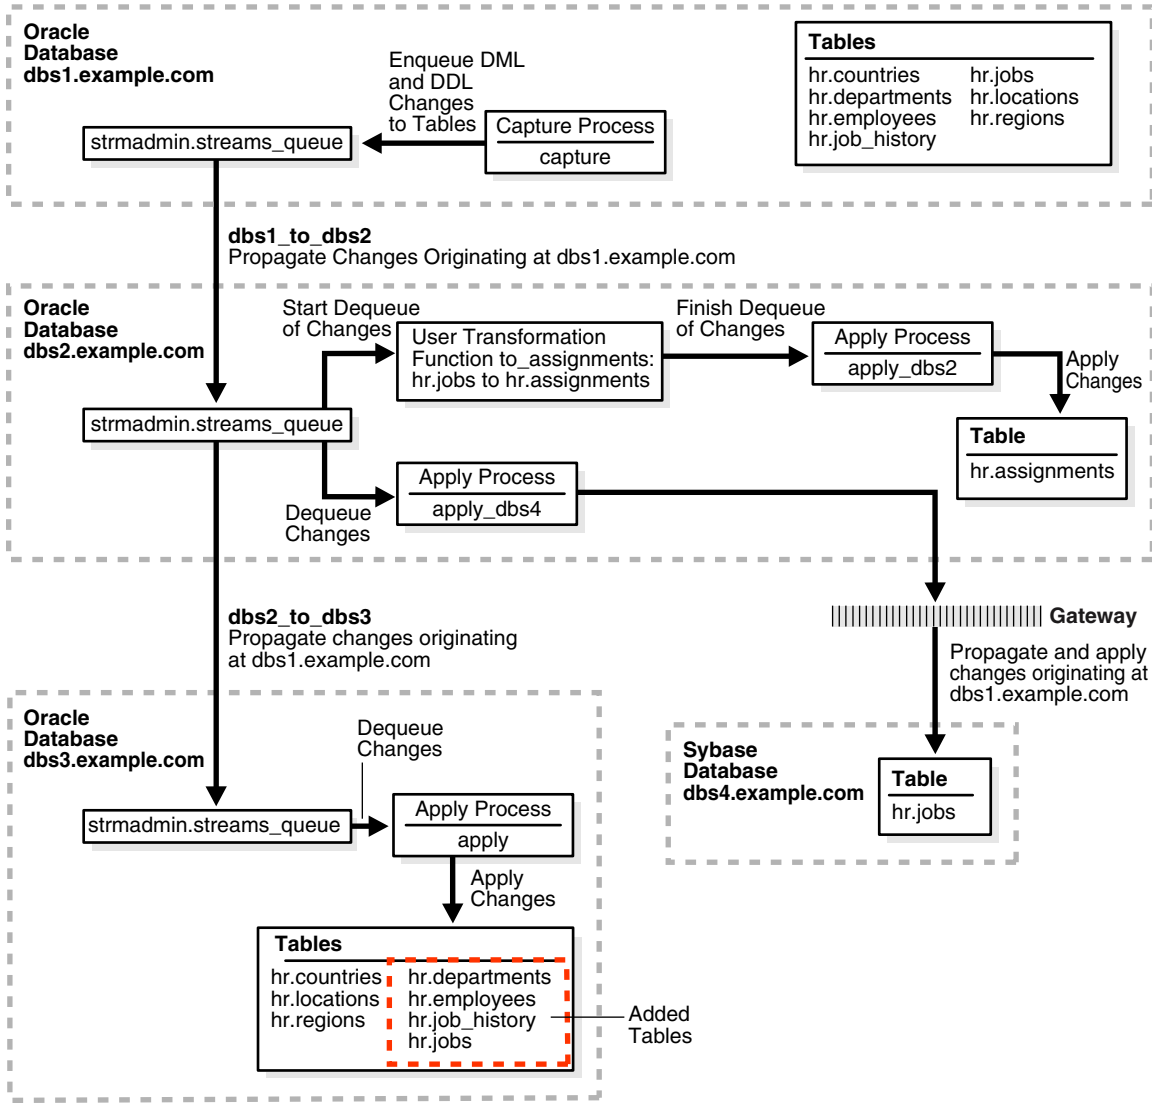 Oracle
Database
dbs1.example.com
Enqueue DML
and DDL
Changes
to Tables
strmadmin.streams_queue
Capture Process
capture
Tables
hr.countries hr.jobs
hr.departments hr.locations
hr.employees hr.regions
hr.job_history
dbs1_to_dbs2
Propagate Changes Originating at dbs1.example.com
Oracle
Database
dbs2.example.com
Start Dequeue
of Changes
User Transformation
Function to_assignments:
hr.jobs to hr.assignments
Finish Dequeue
of Changes
Apply Process
apply_dbs2
Apply
Changes
strmadmin.streams_queue
Table
hr.assignments
Apply Process
apply_dbs4
Dequeue
Changes
dbs2_to_dbs3
Propagate changes originating
at dbs1.example.com
Gateway
Propagate and apply
changes originating at
dbs1.example.com
Oracle
Database
dbs3.example.com
Dequeue
Changes
strmadmin.streams_queue
Apply Process
apply
Apply
Changes
Sybase
Database
dbs4.example.com
Table
hr.jobs
Tables
hr.countries hr.departments
hr.locations hr.employees
hr.regions hr.job_history
hr.jobs
Added
Tables